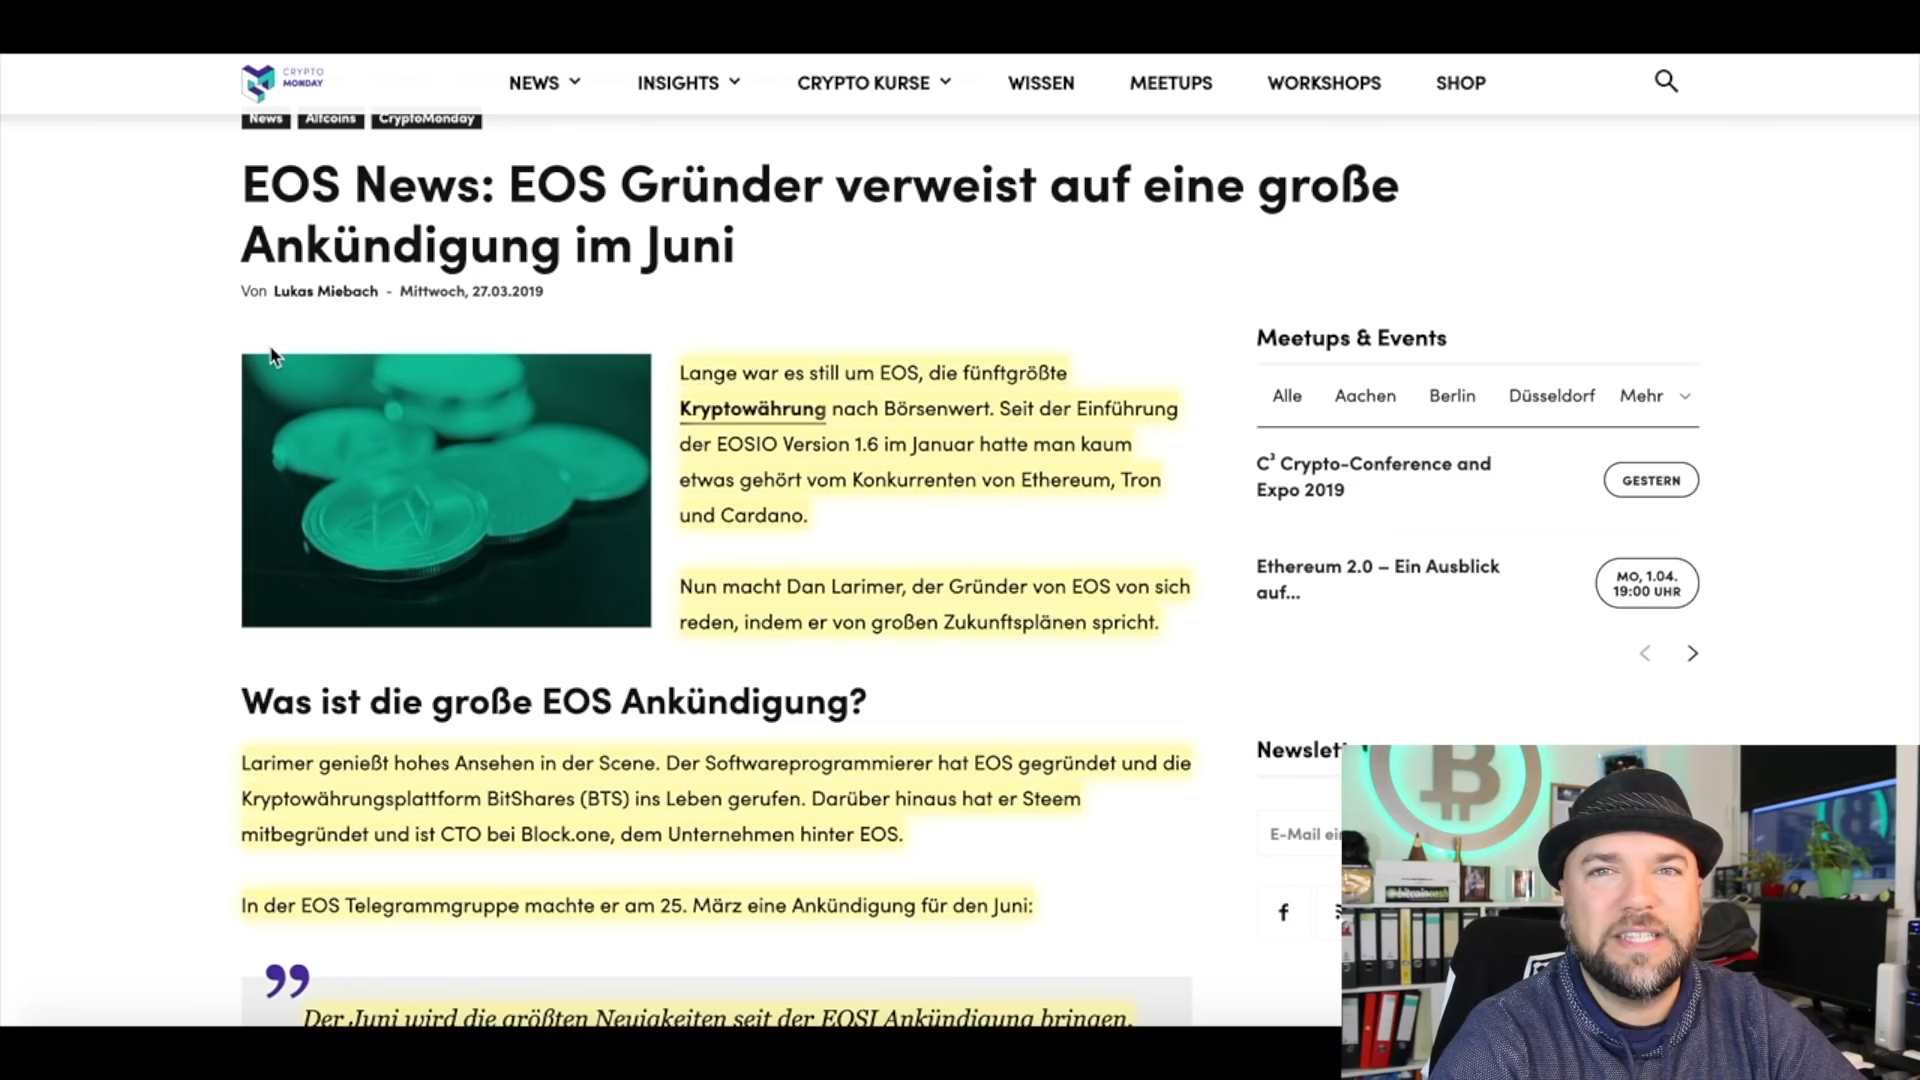 CRYPTO
MONDAY
NEWS
INSIGHTS
CRYPTO KURSE
WISSEN
MEETUPS
WORKSHOPS
SHOP
News
Altcoins
CryptoMonday
EOS News: EOS Gründer verweist auf eine große
Ankündigung im Juni
Von Lukas Miebach - Mittwoch, 27.03.2019
Lange war es still um EOS, die fünftgrößte
Kryptowährung nach Börsenwert. Seit der Einführung
der EOSIO Version 1.6 im Januar hatte man kaum
etwas gehört vom Konkurrenten von Ethereum, Tron
und Cardano.
Nun macht Dan Larimer, der Gründer von EOS von sich
reden, indem er von großen Zukunftsplänen spricht.
Was ist die große EOS Ankündigung?
Larimer genießt hohes Ansehen in der Scene. Der Softwareprogrammierer hat EOS gegründet und die
Kryptowährungsplattform BitShares (BTS) ins Leben gerufen. Darüber hinaus hat er Steem
mitbegründet und ist CTO bei Block.one, dem Unternehmen hinter EOS.
In der EOS Telegrammgruppe machte er am 25. März eine Ankündigung für den Juni:
Der Juni wird die größten Neuigkeiten seit der EOSI Ankündigung bringen.
Meetups & Events
Alle Aachen Berlin Düsseldorf Mehr
C³ Crypto-Conference and
Expo 2019
GESTERN
Ethereum 2.0 – Ein Ausblick
auf...
MO, 1.04.
19:00 UHR
Newslet
E-Mail ei
f
bitcoincash